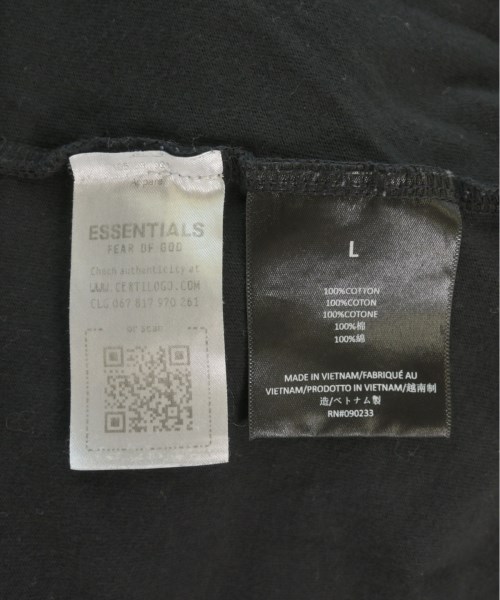 Apparel
ESSENTIALS
FEAR OF GOD
Check authenticity at
WWW.CERTILOGO.COM
CLG 067 817 970 261
or scan
L
100%COTTON
100%COTON
100%COTONE
100%棉
100%綿
MADE IN VIETNAM/FABRIQUÉ AU
VIETNAM/PRODOTTO IN VIETNAM/越南制
造/ベトナム製
RN#090233